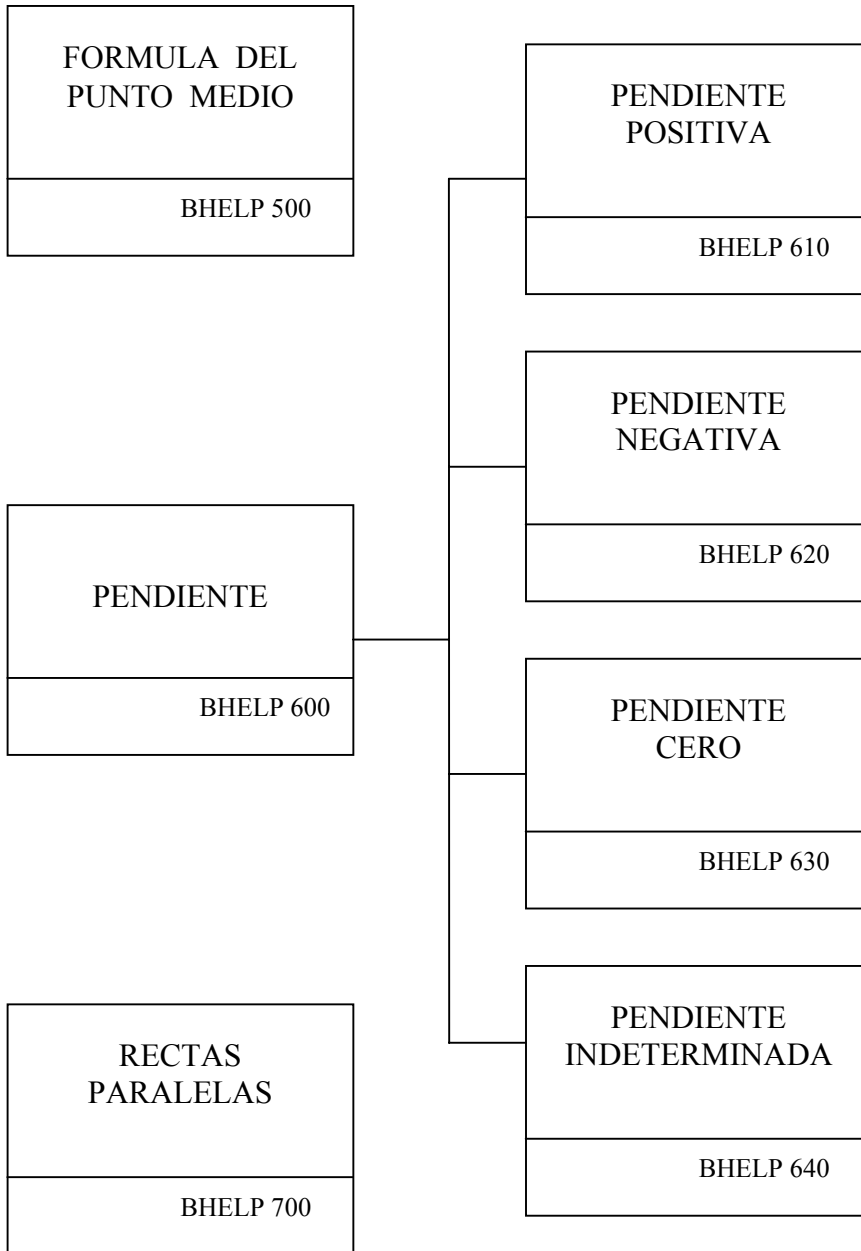 FORMULA DEL
PUNTO MEDIO
BHELP 500
PENDIENTE
POSITIVA
BHELP 610
PENDIENTE
NEGATIVA
BHELP 620
PENDIENTE
BHELP 600
PENDIENTE
CERO
BHELP 630
PENDIENTE
INDETERMINADA
BHELP 640
RECTAS
PARALELAS
BHELP 700